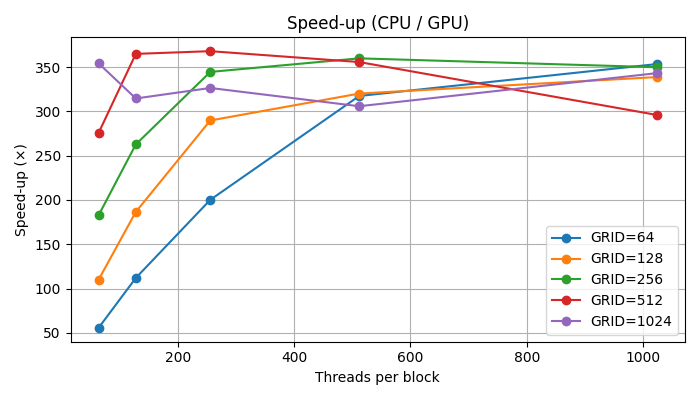 Speed-up (CPU / GPU)
Speed-up (×)
350
300
250
200
150
100
50
200
400
600
800
1000
Threads per block
GRID=64
GRID=128
GRID=256
GRID=512
GRID=1024